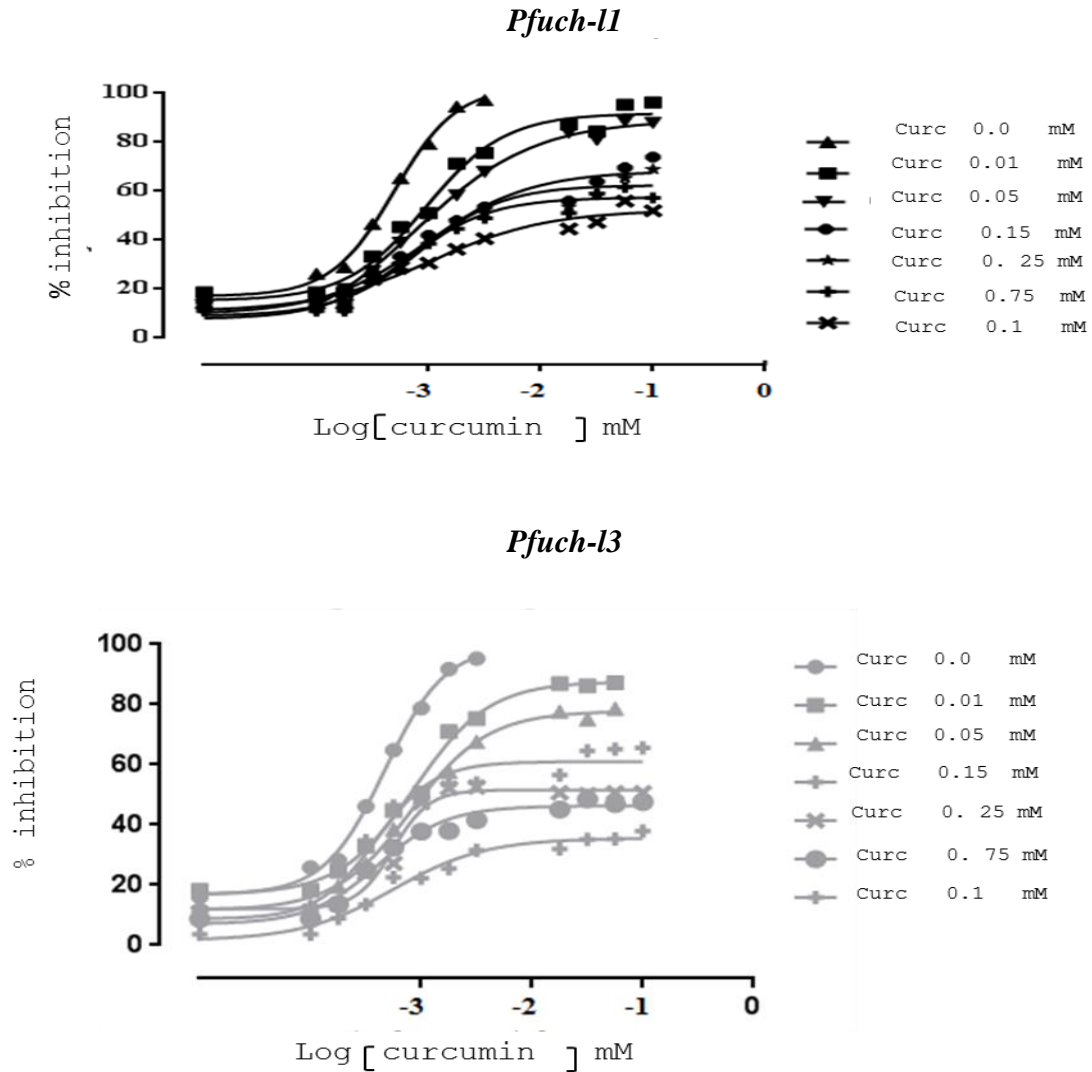 Pfuch-l1
% inhibition
100
80
60
40
20
0
-3 -2 -1 0
Log[curcumin ] mM
Curc 0.0 mM
Curc 0.01 mM
Curc 0.05 mM
Curc 0.15 mM
Curc 0. 25 mM
Curc 0.75 mM
Curc 0.1 mM
Pfuch-l3
% inhibition
100
80
60
40
20
0
-3 -2 -1 0
Log [curcumin ] mM
Curc 0.0 mM
Curc 0.01 mM
Curc 0.05 mM
Curc 0.15 mM
Curc 0. 25 mM
Curc 0. 75 mM
Curc 0.1 mM